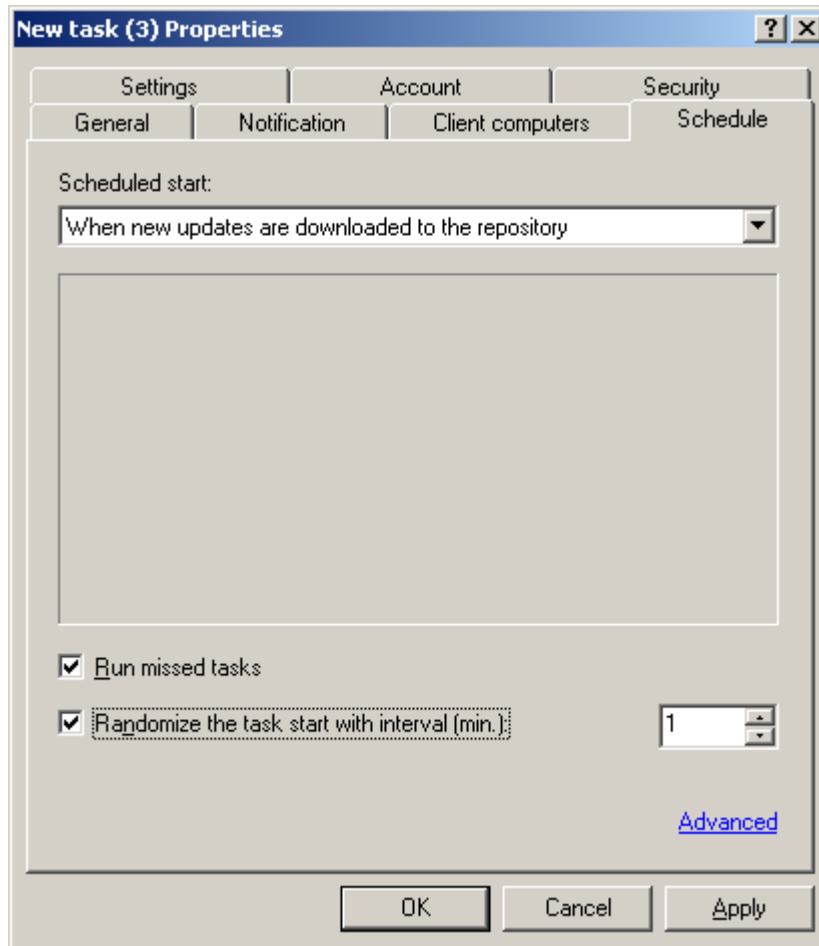 New task (3) Properties
Settings Account Security
General Notification Client computers Schedule
Scheduled start:
When new updates are downloaded to the repository
Run missed tasks
Randomize the task start with interval (min.): 1
Advanced
OK Cancel Apply